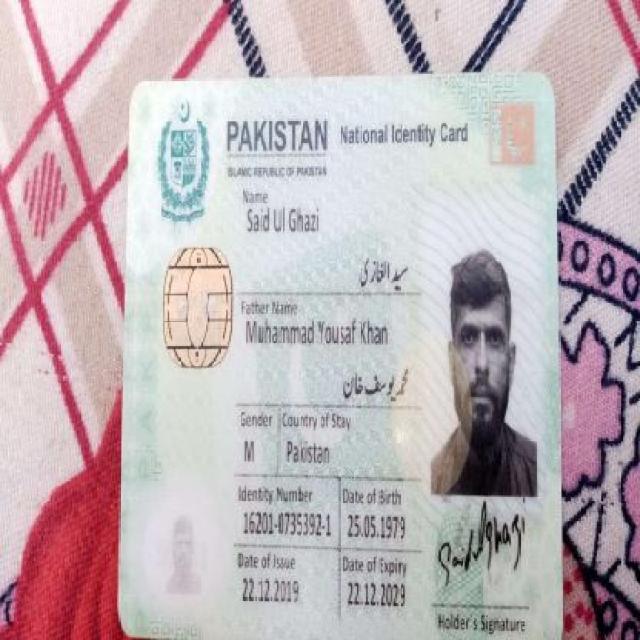 PAKISTAN National Identity Card
ISLAMIC REPUBLIC OF PAKISTAN
Name
Said Ul Ghazi
سید الغازی
Father Name
Muhammad Yousaf Khan
محمد یوسف خان
Gender Country of Stay
M Pakistan
Identity Number Date of Birth
16201-0735392-1 25.05.1979
Date of Issue Date of Expiry
22.12.2019 22.12.2029
Said Ulghazi
Holder's Signature